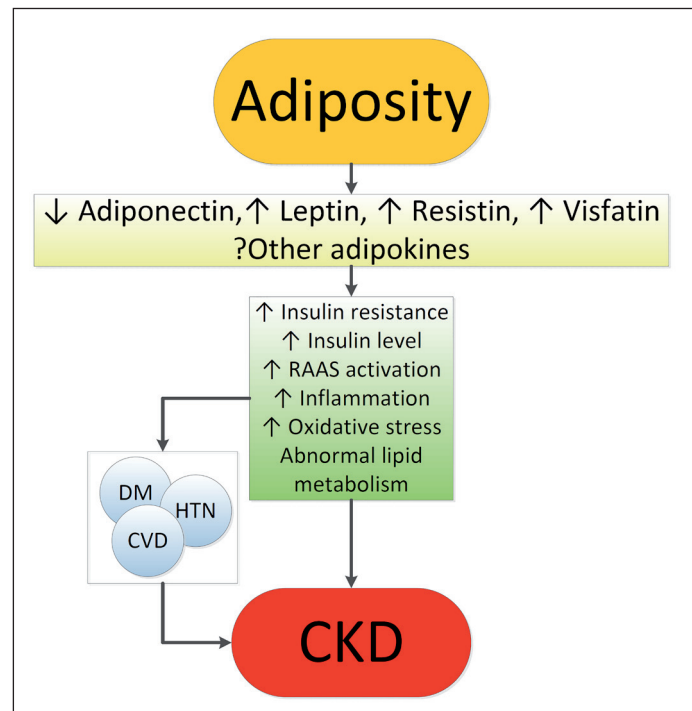 Adiposity
↓ Adiponectin,↑ Leptin, ↑ Resistin, ↑ Visfatin
?Other adipokines
↑ Insulin resistance
↑ Insulin level
↑ RAAS activation
↑ Inflammation
↑ Oxidative stress
Abnormal lipid
metabolism
DM
HTN
CVD
CKD